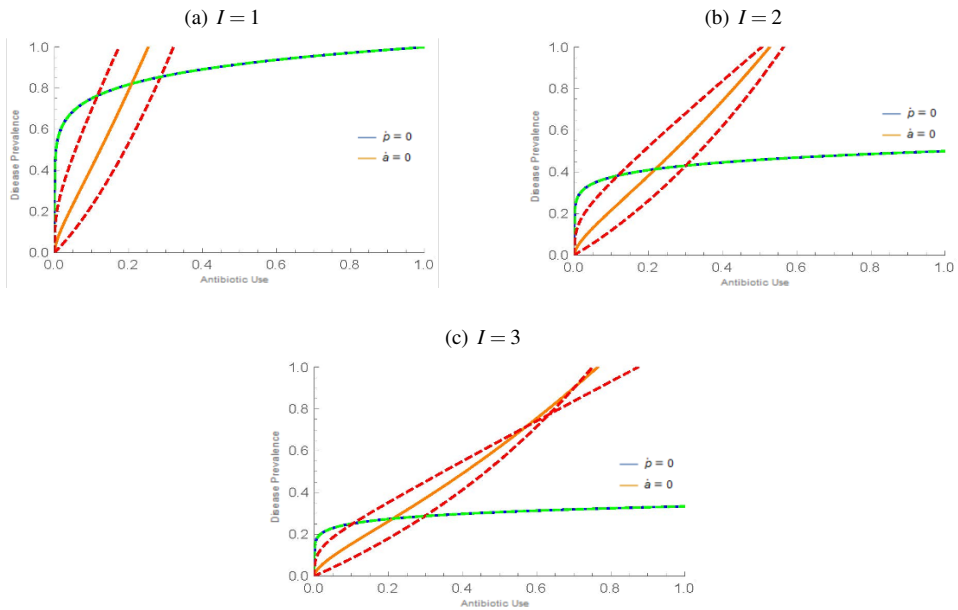 (a) I = 1
1.0
0.8
0.6
0.4
0.2
0.0
Disease Prevalence
0.0 0.2 0.4 0.6 0.8 1.0
Antibiotic Use
ṗ = 0
ȧ = 0
(b) I = 2
1.0
0.8
0.6
0.4
0.2
0.0
Disease Prevalence
0.0 0.2 0.4 0.6 0.8 1.0
Antibiotic Use
ṗ = 0
ȧ = 0
(c) I = 3
1.0
0.8
0.6
0.4
0.2
0.0
Disease Prevalence
0.0 0.2 0.4 0.6 0.8 1.0
Antibiotic Use
ṗ = 0
ȧ = 0